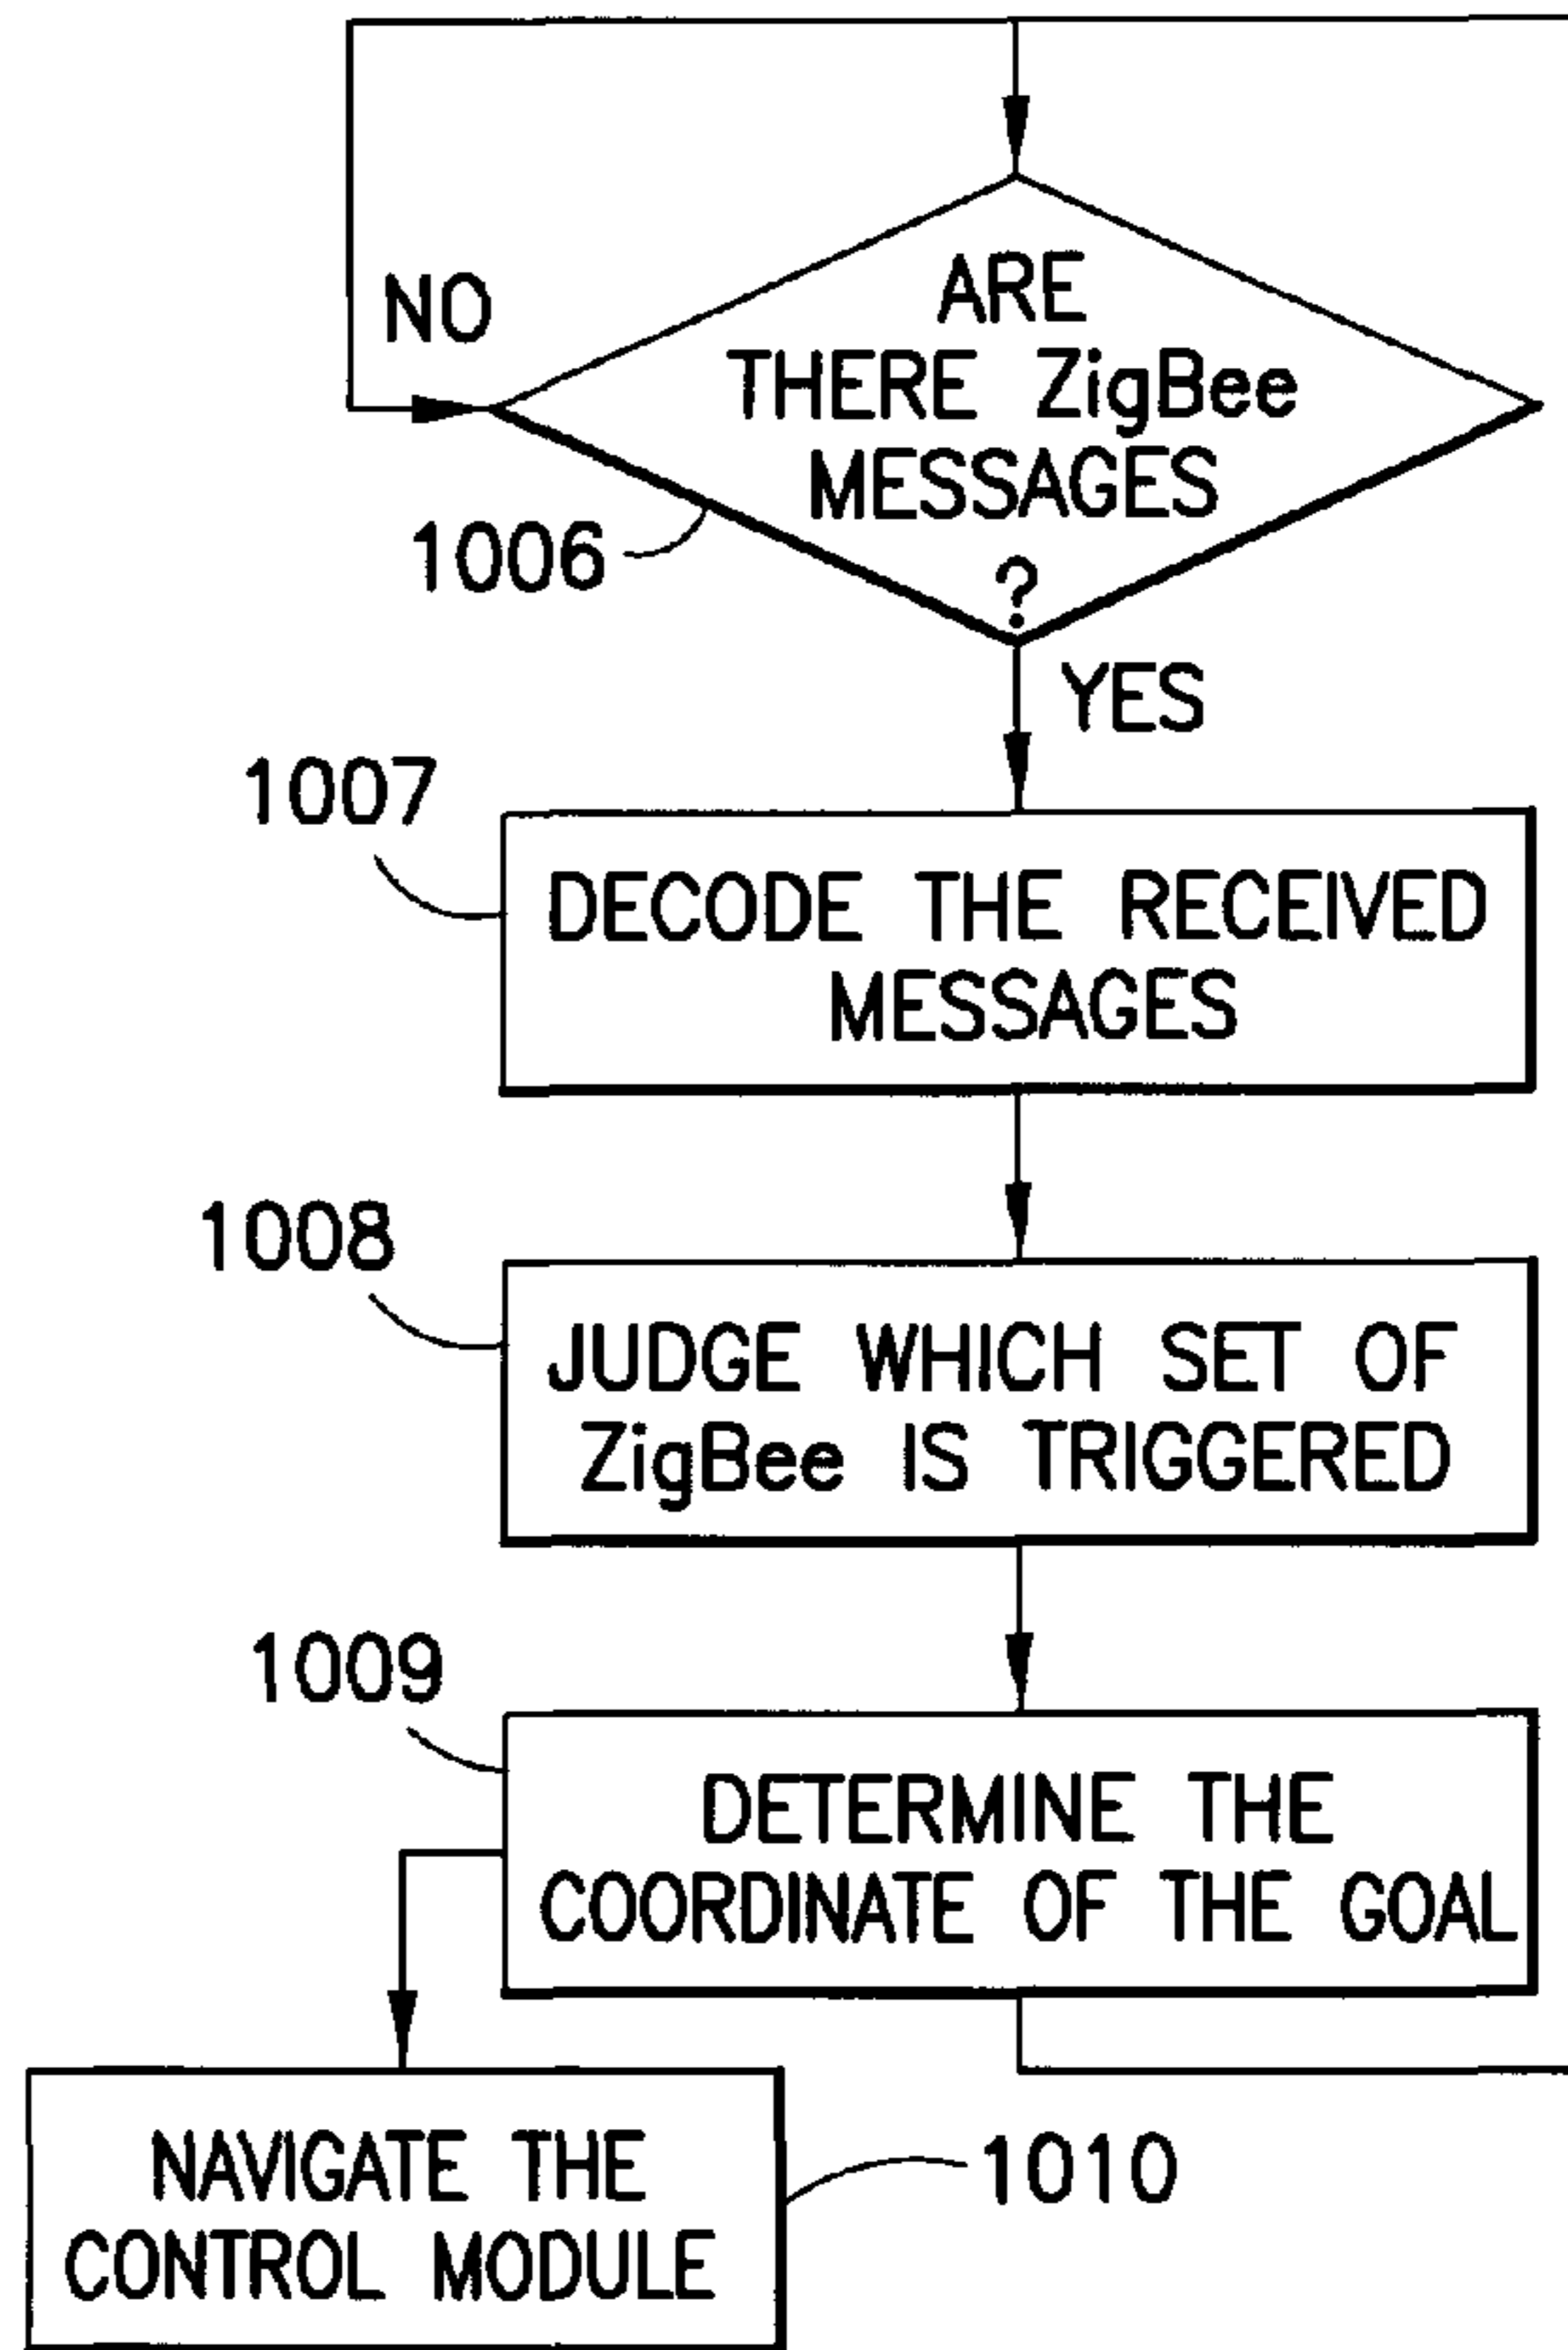 ARE
THERE ZigBee
MESSAGES
?
NO
1006
YES
1007
DECODE THE RECEIVED
MESSAGES
1008
JUDGE WHICH SET OF
ZigBee IS TRIGGERED
1009
DETERMINE THE
COORDINATE OF THE GOAL
NAVIGATE THE
CONTROL MODULE
1010